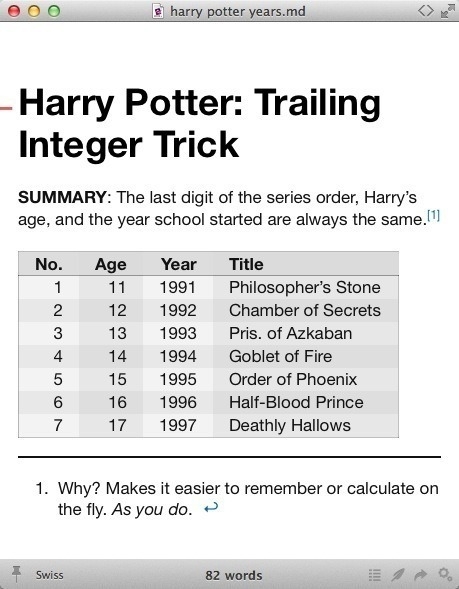 harry potter years.md
Harry Potter: Trailing
Integer Trick
SUMMARY: The last digit of the series order, Harry's
age, and the year school started are always the same.[1]
No. Age Year Title
1 11 1991 Philosopher's Stone
2 12 1992 Chamber of Secrets
3 13 1993 Pris. of Azkaban
4 14 1994 Goblet of Fire
5 15 1995 Order of Phoenix
6 16 1996 Half-Blood Prince
7 17 1997 Deathly Hallows
1. Why? Makes it easier to remember or calculate on
the fly. As you do. ↩
Swiss 82 words